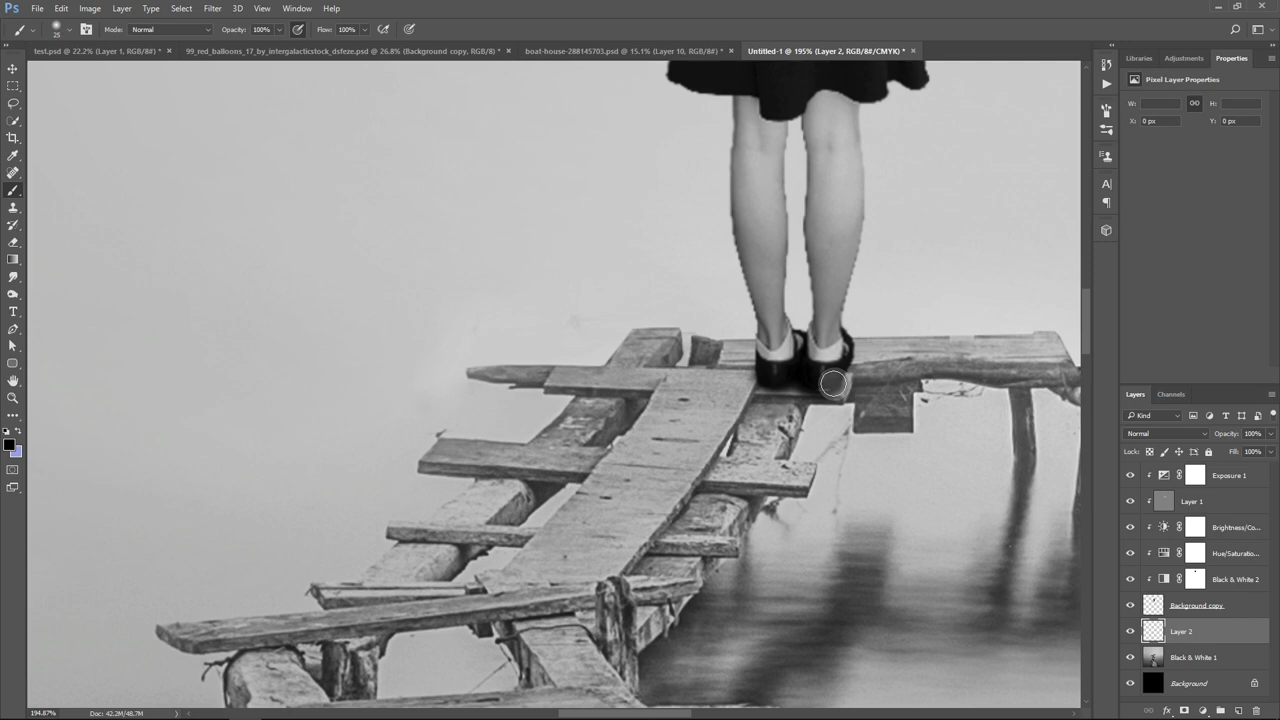 Ps File Edit Image Layer Type Select Filter 3D View Window Help
25 Mode: Normal Opacity: 100% Flow: 100%
test.psd @ 22.2% (Layer 1, RGB/8#) * × 99_red_balloons_17_by_intergalacticstock_dsfeze.psd @ 26.8% (Background copy, RGB/8) * × boat-house-288145703.psd @ 15.1% (Layer 10, RGB/8#) * × Untitled-1 @ 195% (Layer 2, RGB/8#/CMYK) * ×
Libraries Adjustments Properties
Pixel Layer Properties
W: H:
X: 0 px Y: 0 px
Layers Channels
Kind
Normal Opacity: 100%
Lock: Fill: 100%
Exposure 1
Layer 1
Brightness/Co...
Hue/Saturatio...
Black & White 2
Background copy
Layer 2
Black & White 1
Background
194.87% Doc: 42.2M/48.7M